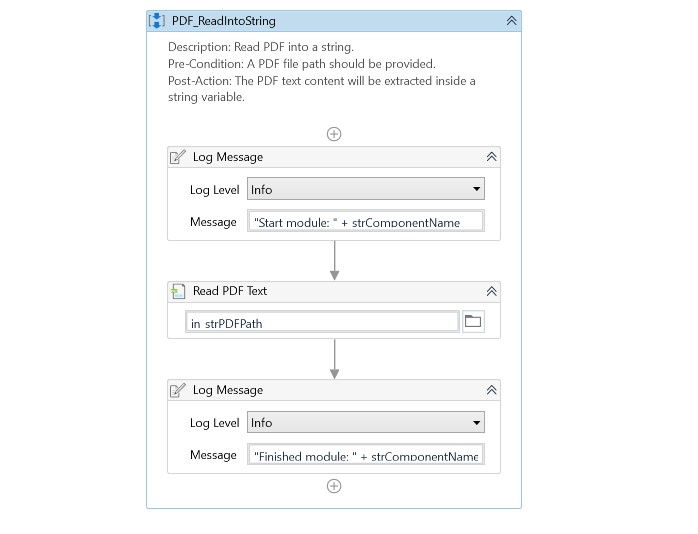 PDF_ReadIntoString
Description: Read PDF into a string.
Pre-Condition: A PDF file path should be provided.
Post-Action: The PDF text content will be extracted inside a
string variable.
Log Message
Log Level Info
Message "Start module: " + strComponentName
Read PDF Text
in_strPDFPath
Log Message
Log Level Info
Message "Finished module: " + strComponentName